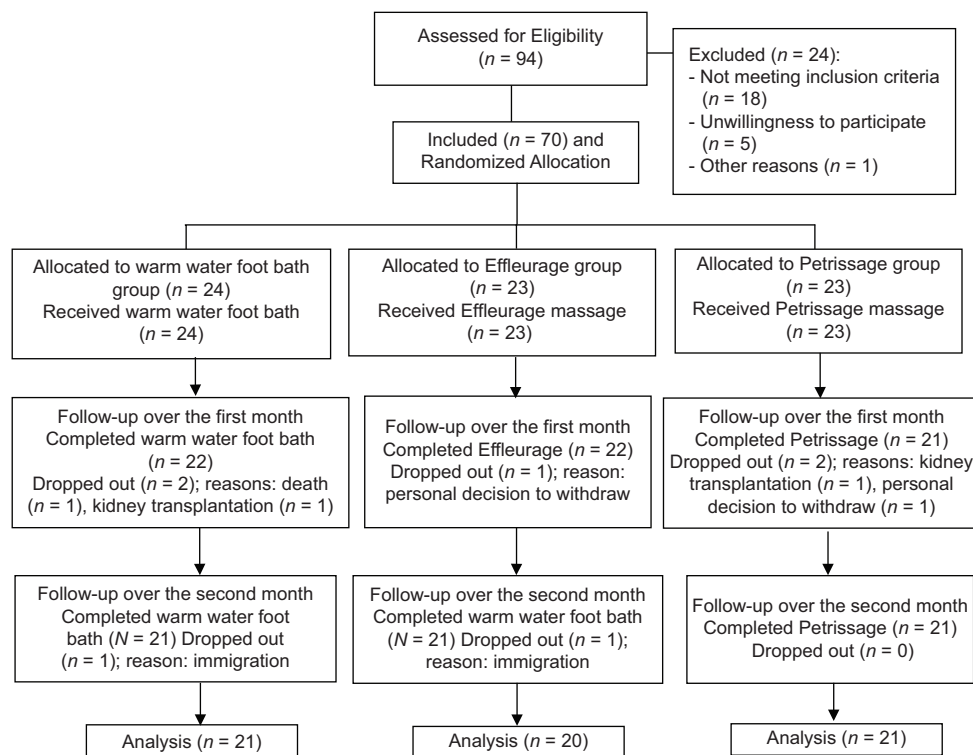 Assessed for Eligibility
(n = 94)
Excluded (n = 24):
- Not meeting inclusion criteria
(n = 18)
- Unwillingness to participate
(n = 5)
- Other reasons (n = 1)
Included (n = 70) and
Randomized Allocation
Allocated to warm water foot bath
group (n = 24)
Received warm water foot bath
(n = 24)
Allocated to Effleurage group
(n = 23)
Received Effleurage massage
(n = 23)
Allocated to Petrissage group
(n = 23)
Received Petrissage massage
(n = 23)
Follow-up over the first month
Completed warm water foot bath
(n = 22)
Dropped out (n = 2); reasons: death
(n = 1), kidney transplantation (n = 1)
Follow-up over the first month
Completed Effleurage (n = 22)
Dropped out (n = 1); reason:
personal decision to withdraw
Follow-up over the first month
Completed Petrissage (n = 21)
Dropped out (n = 2); reasons: kidney
transplantation (n = 1), personal
decision to withdraw (n = 1)
Follow-up over the second month
Completed warm water foot
bath (N = 21) Dropped out
(n = 1); reason: immigration
Follow-up over the second month
Completed warm water foot bath
(N = 21) Dropped out (n = 1);
reason: immigration
Follow-up over the second month
Completed Petrissage (n = 21)
Dropped out (n = 0)
Analysis (n = 21)
Analysis (n = 20)
Analysis (n = 21)